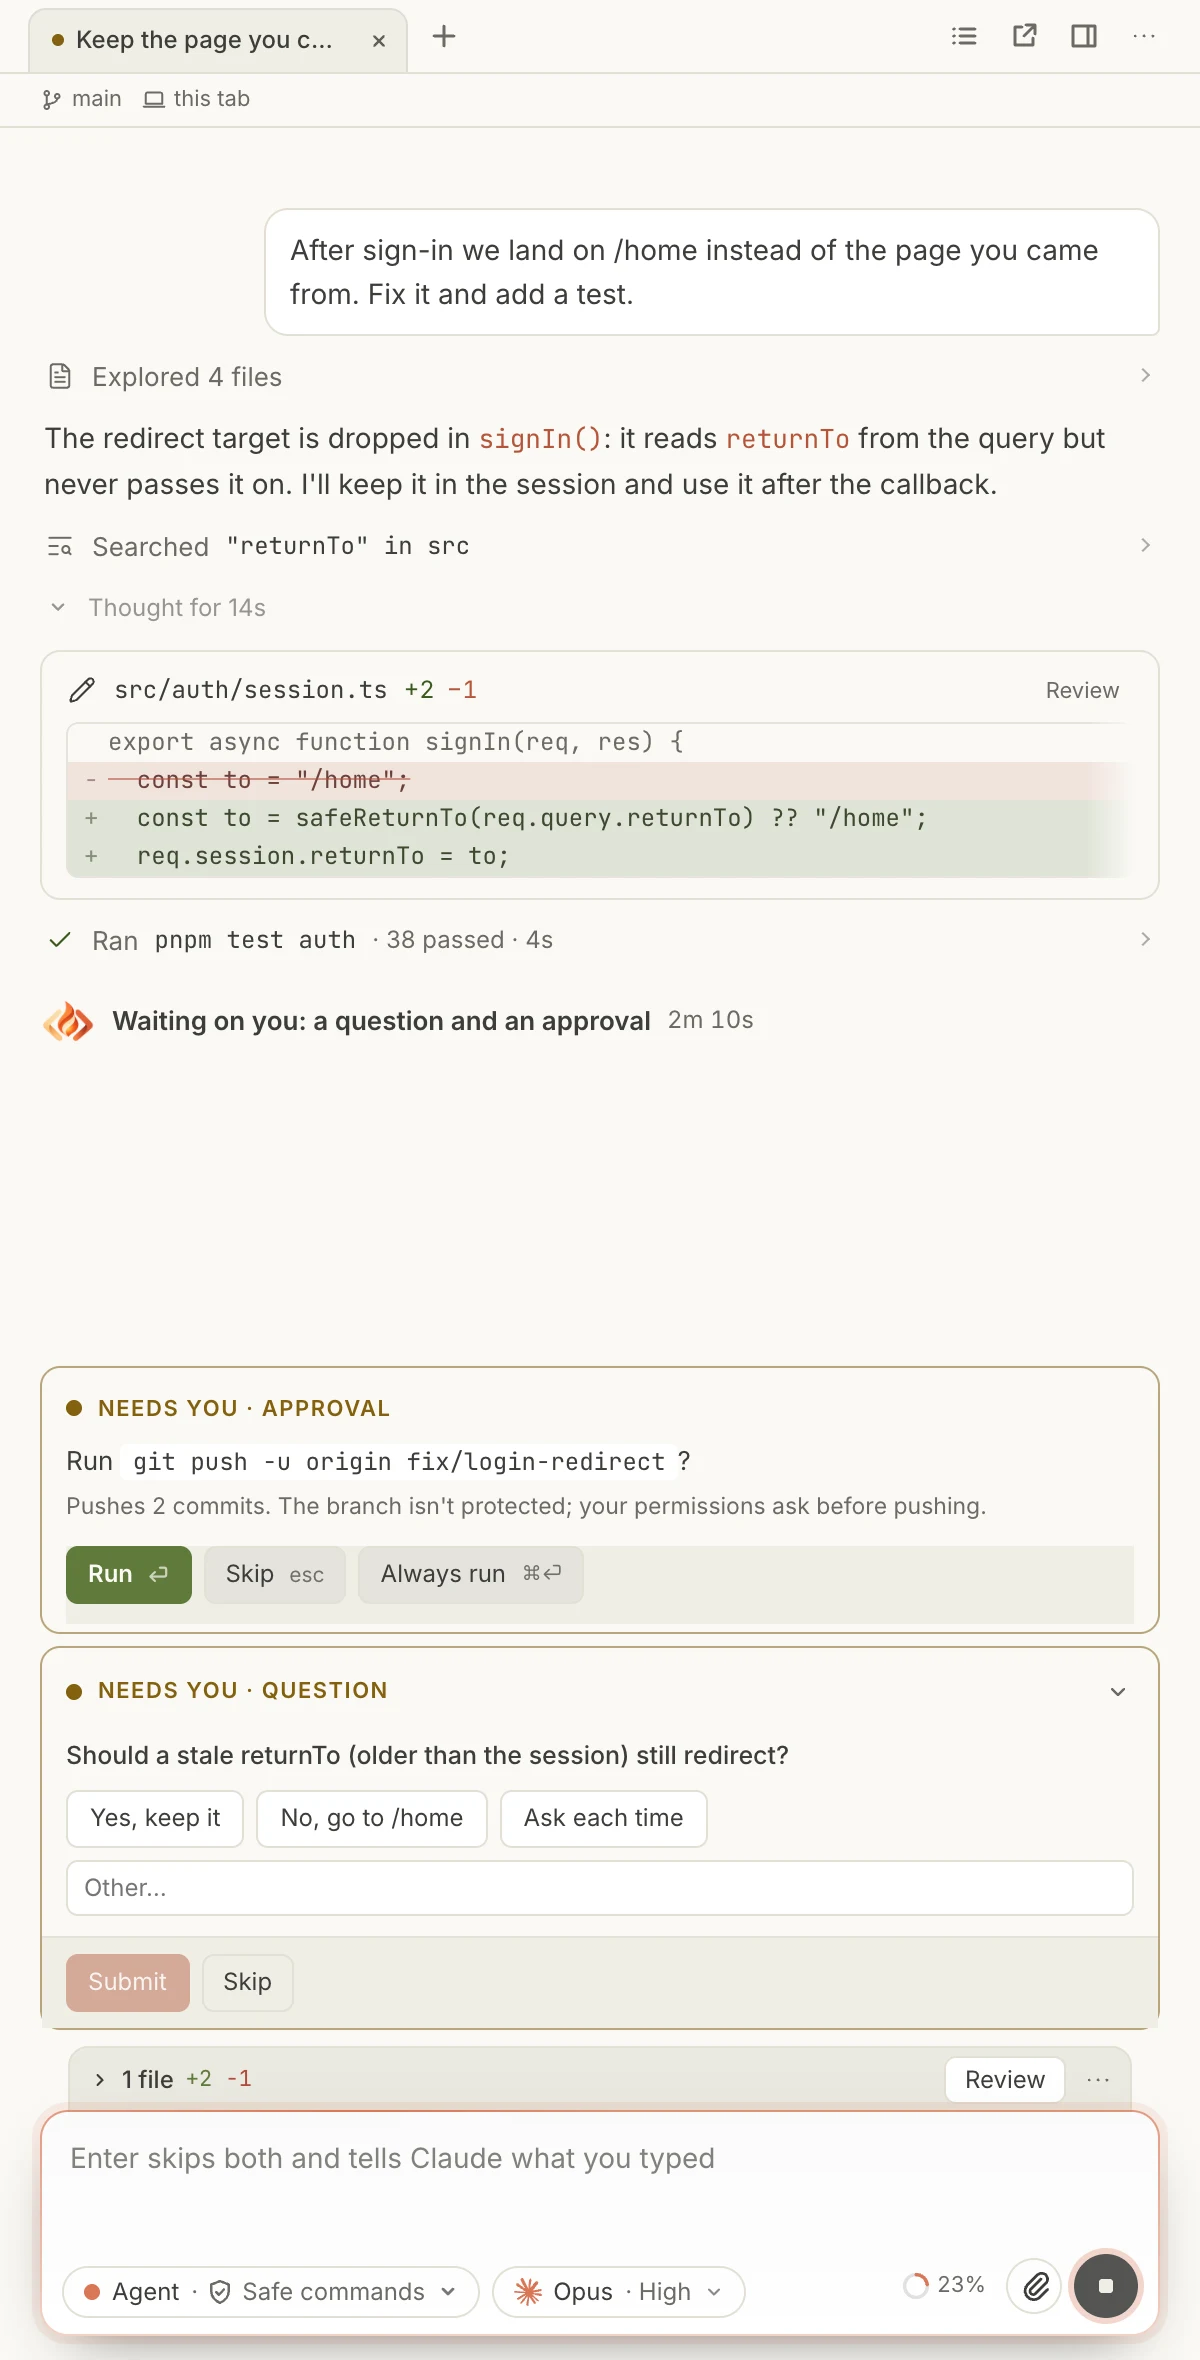 Keep the page you c...
main this tab
After sign-in we land on /home instead of the page you came
from. Fix it and add a test.
Explored 4 files
The redirect target is dropped in signIn(): it reads returnTo from the query but
never passes it on. I'll keep it in the session and use it after the callback.
Searched "returnTo" in src
Thought for 14s
src/auth/session.ts +2 −1 Review
export async function signIn(req, res) {
- const to = "/home";
+ const to = safeReturnTo(req.query.returnTo) ?? "/home";
+ req.session.returnTo = to;
Ran pnpm test auth · 38 passed · 4s
Waiting on you: a question and an approval 2m 10s
NEEDS YOU · APPROVAL
Run git push -u origin fix/login-redirect ?
Pushes 2 commits. The branch isn't protected; your permissions ask before pushing.
Run ⏎ Skip esc Always run ⌘⏎
NEEDS YOU · QUESTION
Should a stale returnTo (older than the session) still redirect?
Yes, keep it No, go to /home Ask each time
Other...
Submit Skip
1 file +2 -1 Review ...
Enter skips both and tells Claude what you typed
Agent · Safe commands Opus · High 23%